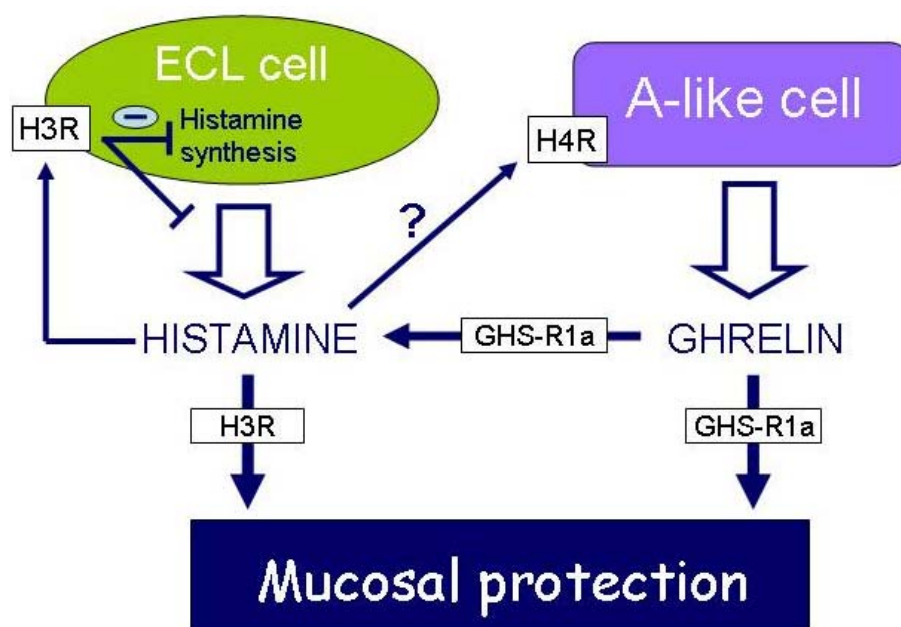 ECL cell
A-like cell
H3R
−
Histamine
synthesis
H4R
?
HISTAMINE
GHS-R1a
GHRELIN
H3R
GHS-R1a
Mucosal protection